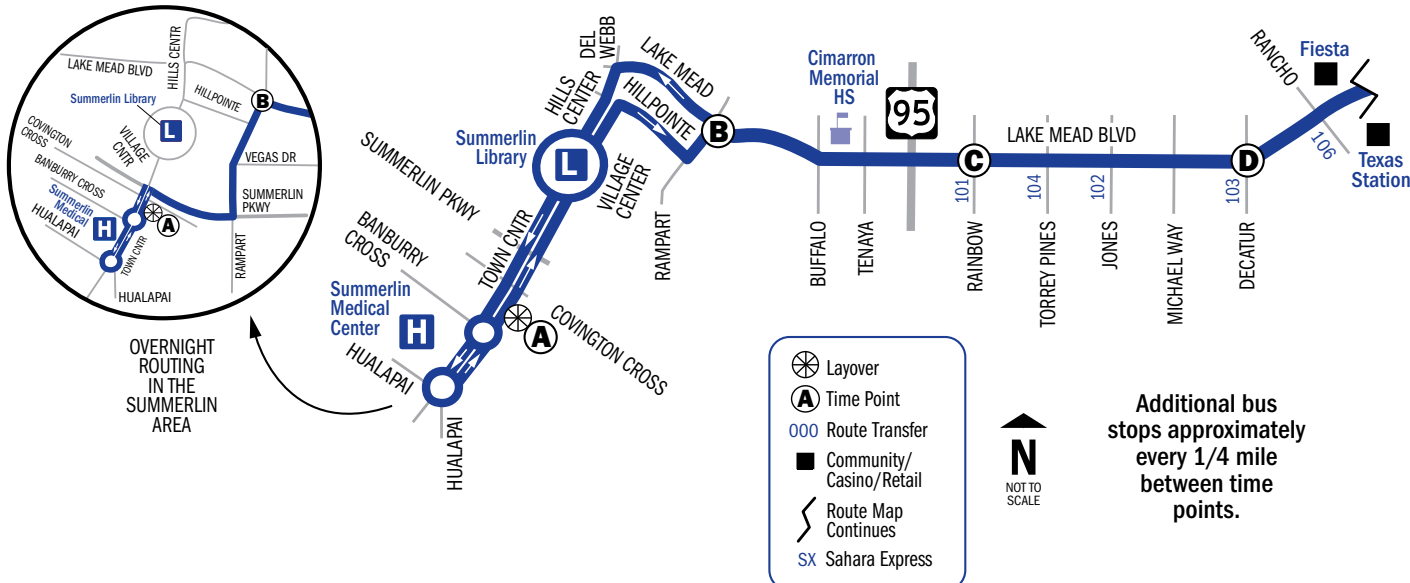 LAKE MEAD BLVD
HILLS CENTR
Summerlin Library
L
HILLPOINTE
B
COVINGTON
CROSS
VILLAGE
CNTR
BANBURY CROSS
VEGAS DR
Summerlin
Medical
H
HUALAPAI
A
SUMMERLIN
PKWY
TOWN CNTR
RAMPART
HUALAPAI
OVERNIGHT
ROUTING
IN THE
SUMMERLIN
AREA
DEL
WEBB
LAKE MEAD
HILLS
CENTER
HILLPOINTE
B
Summerlin
Library
L
VILLAGE
CENTER
SUMMERLIN PKWY
TOWN CNTR
RAMPART
BANBURRY
CROSS
Summerlin
Medical
Center
H
A
COVINGTON CROSS
HUALAPAI
HUALAPAI
Cimarron
Memorial
HS
95
LAKE MEAD BLVD
C
D
RANCHO
Fiesta
106
Texas
Station
101
104
102
103
BUFFALO
TENAYA
RAINBOW
TORREY PINES
JONES
MICHAEL WAY
DECATUR
Layover
A Time Point
000 Route Transfer
Community/
Casino/Retail
Route Map
Continues
SX Sahara Express
N
NOT TO
SCALE
Additional bus
stops approximately
every 1/4 mile
between time
points.